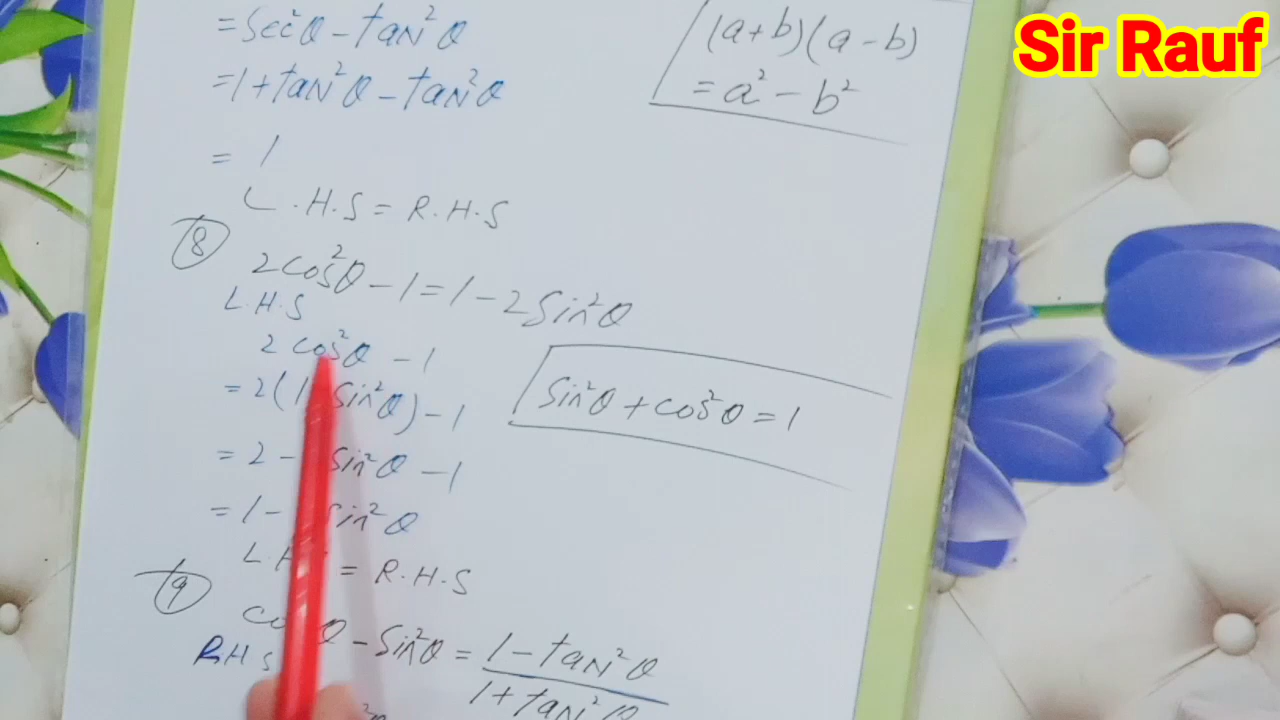 = Sec²θ - tan²θ
= 1 + tan²θ - tan²θ
= 1
L.H.S = R.H.S
(a+b)(a-b)
= a² - b²
Sir Rauf
8
2cos²θ - 1 = 1 - 2Sin²θ
L.H.S
2cos²θ - 1
= 2(1 Sin²θ) - 1
= 2 - Sin²θ - 1
= 1 - Sin²θ
L.H = R.H.S
Sin²θ + cos²θ = 1
9
θ - Sin²θ = 1 - tan²θ
1 + tan²θ
R.H.S